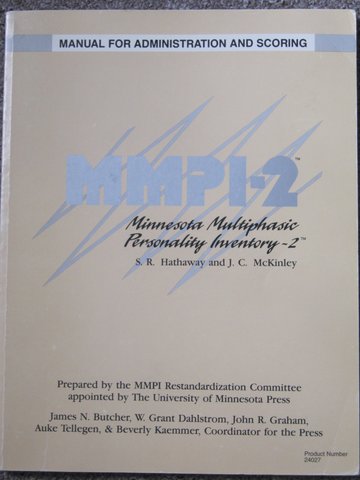 MANUAL FOR ADMINISTRATION AND SCORING
MMPI-2™
Minnesota Multiphasic
Personality Inventory-2™
S. R. Hathaway and J. C. McKinley
Prepared by the MMPI Restandardization Committee
appointed by The University of Minnesota Press
James N. Butcher, W. Grant Dahlstrom, John R. Graham,
Auke Tellegen, & Beverly Kaemmer, Coordinator for the Press
Product Number
24027